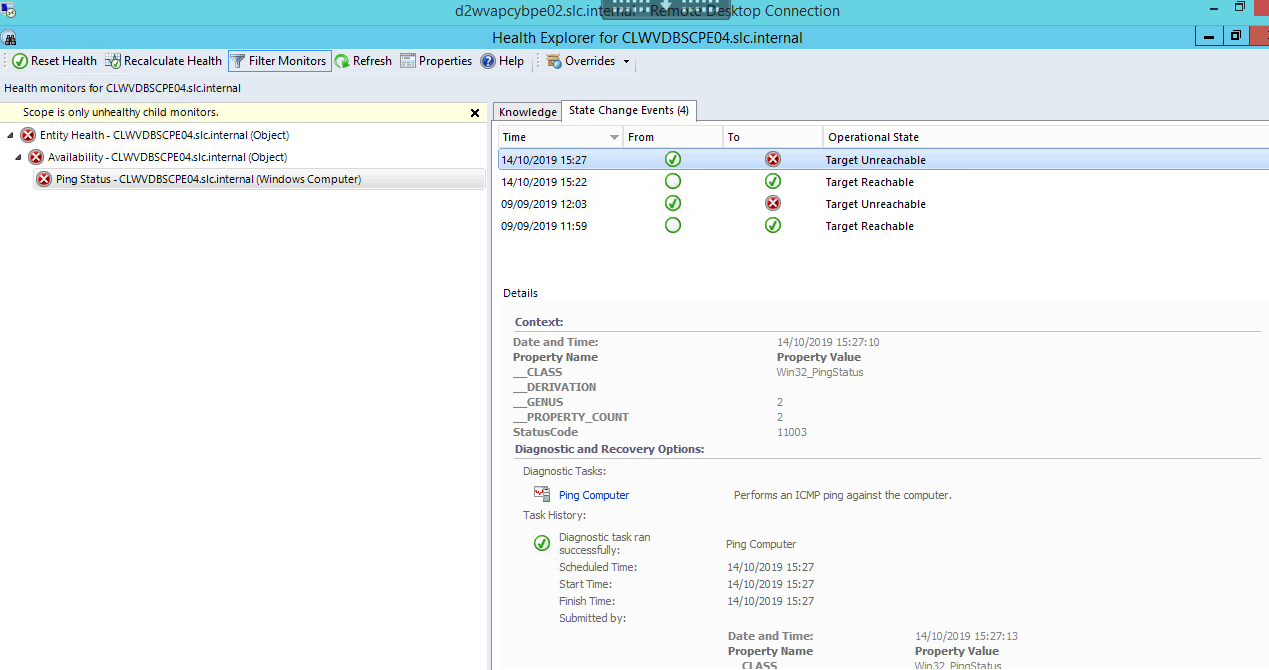 d2wvapcybpe02.slc.internal - Remote Desktop Connection
Health Explorer for CLWVDBSCPE04.slc.internal
Reset Health Recalculate Health Filter Monitors Refresh Properties Help Overrides
Health monitors for CLWVDBSCPE04.slc.internal
Scope is only unhealthy child monitors.
Entity Health - CLWVDBSCPE04.slc.internal (Object)
Availability - CLWVDBSCPE04.slc.internal (Object)
Ping Status - CLWVDBSCPE04.slc.internal (Windows Computer)
Knowledge State Change Events (4)
Time From To Operational State
14/10/2019 15:27 Target Unreachable
14/10/2019 15:22 Target Reachable
09/09/2019 12:03 Target Unreachable
09/09/2019 11:59 Target Reachable
Details
Context:
Date and Time: 14/10/2019 15:27:10
Property Name Property Value
__CLASS Win32_PingStatus
__DERIVATION
__GENUS 2
__PROPERTY_COUNT 2
StatusCode 11003
Diagnostic and Recovery Options:
Diagnostic Tasks:
Ping Computer Performs an ICMP ping against the computer.
Task History:
Diagnostic task ran
successfully: Ping Computer
Scheduled Time: 14/10/2019 15:27
Start Time: 14/10/2019 15:27
Finish Time: 14/10/2019 15:27
Submitted by:
Date and Time: 14/10/2019 15:27:13
Property Name Property Value
__CLASS Win32_PingStatus